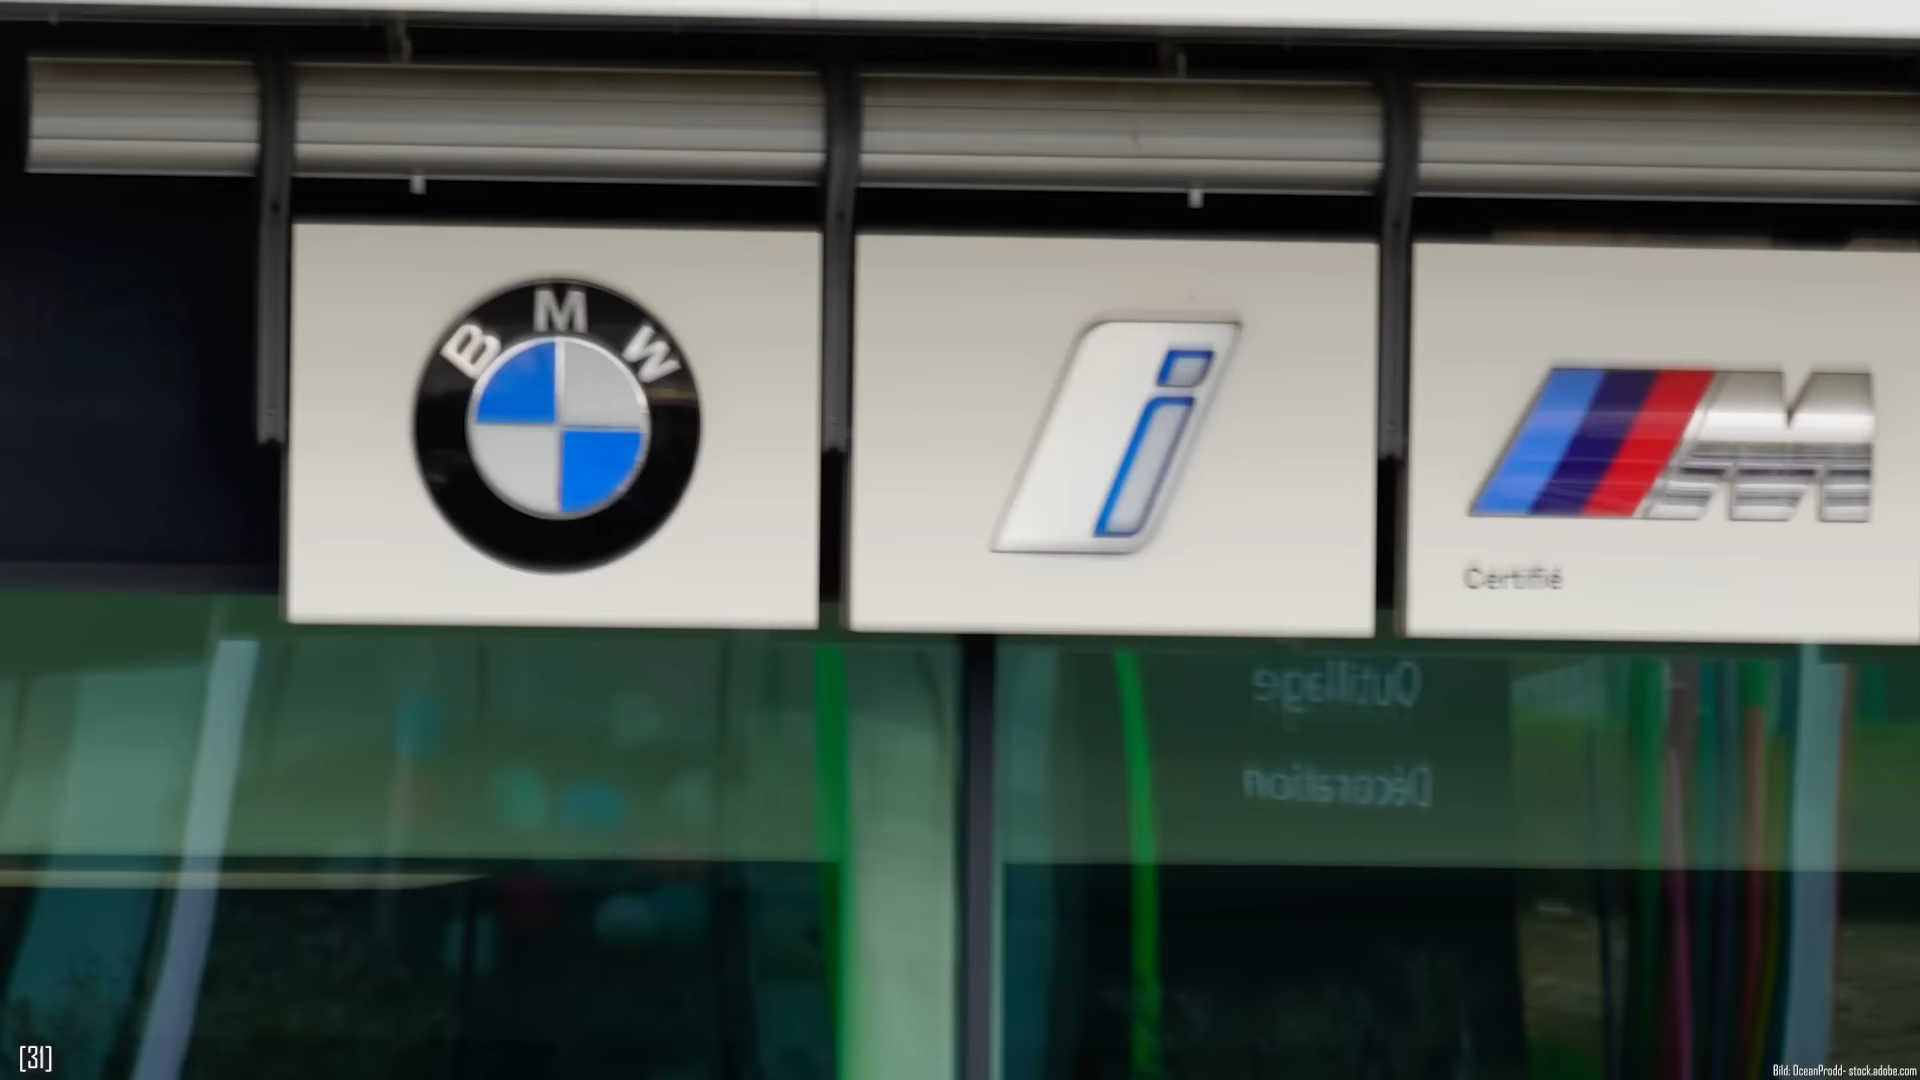 BMW
i
M
Certifié
Outillage
Décoration
[31]
Bild: OceanProdd- stock.adobe.com